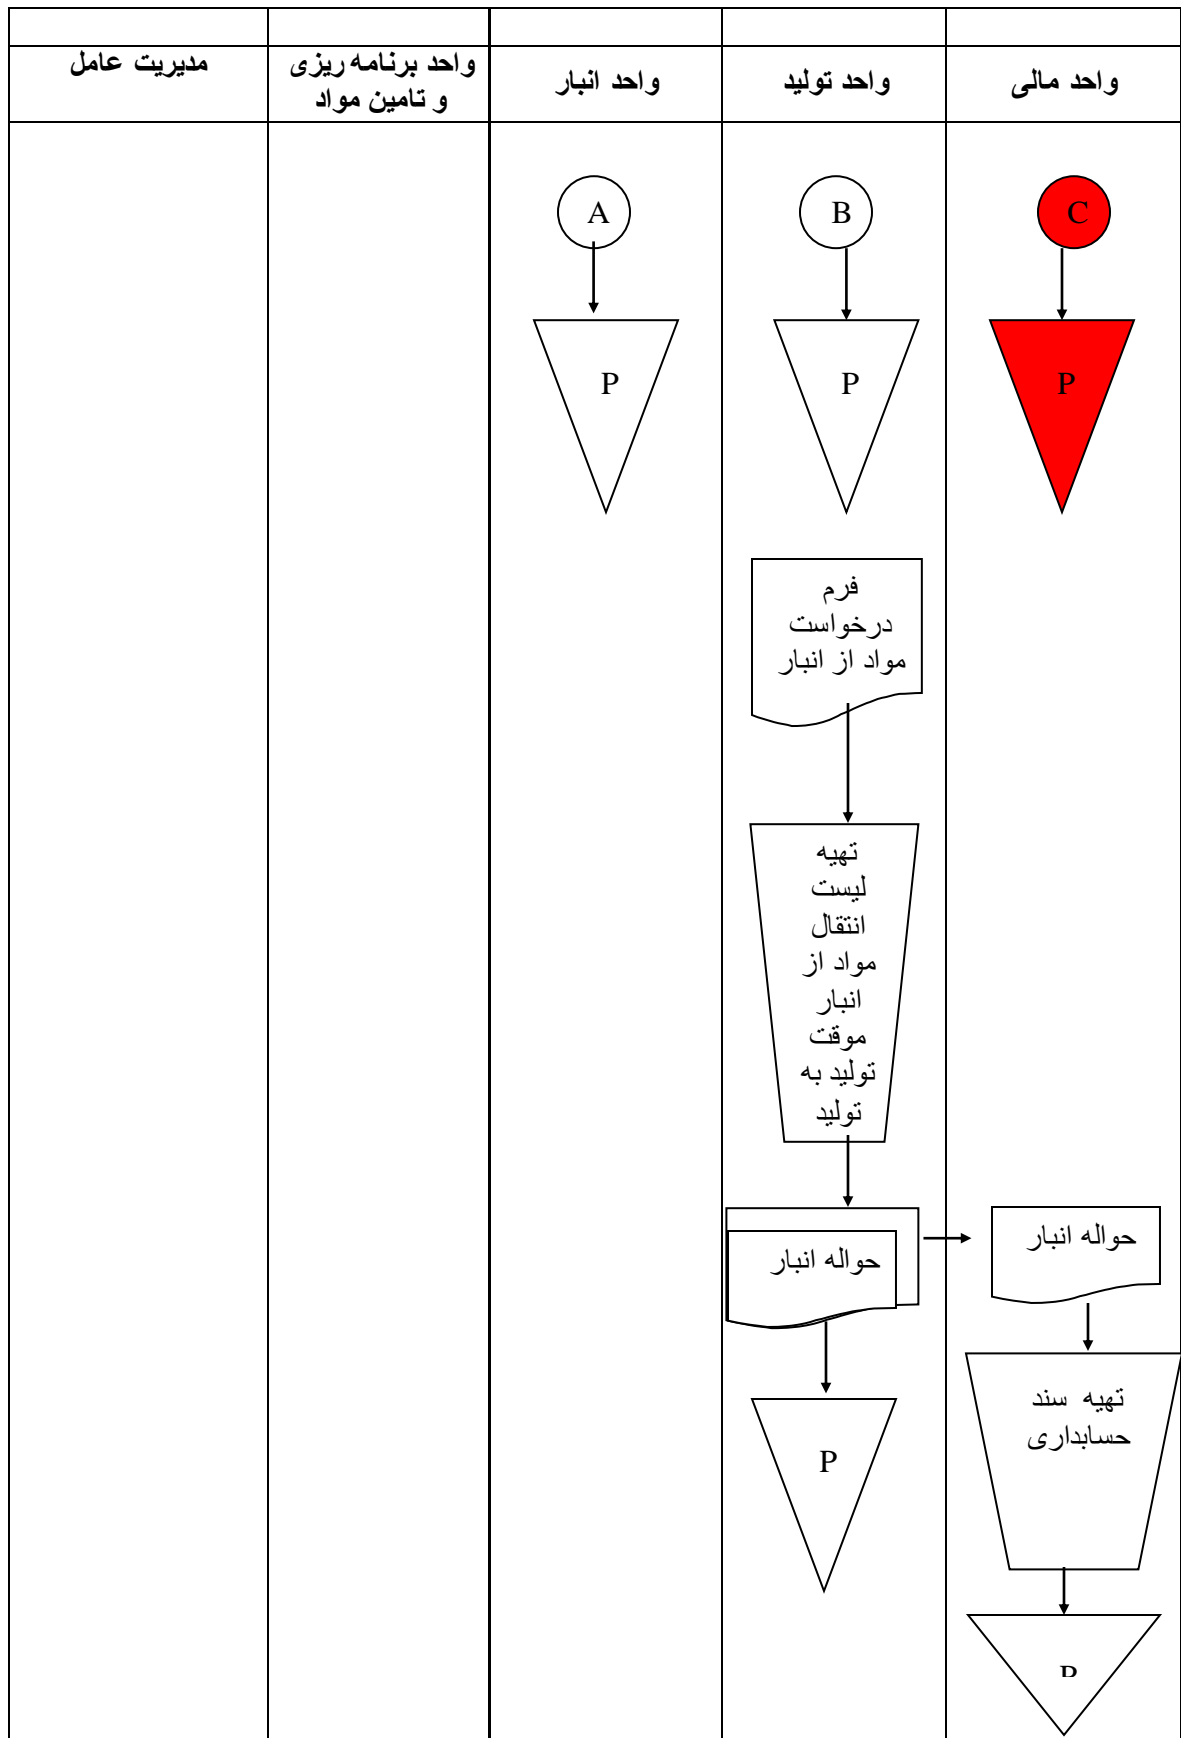 واحد مالی
واحد تولید
واحد انبار
واحد برنامه ریزی
و تامین مواد
مدیریت عامل
C
B
A
P
P
P
فرم
درخواست
مواد از انبار
تهیه
لیست
انتقال
مواد از
انبار
موقت
تولید به
تولید
حواله انبار
حواله انبار
تهیه سند
حسابداری
P
P